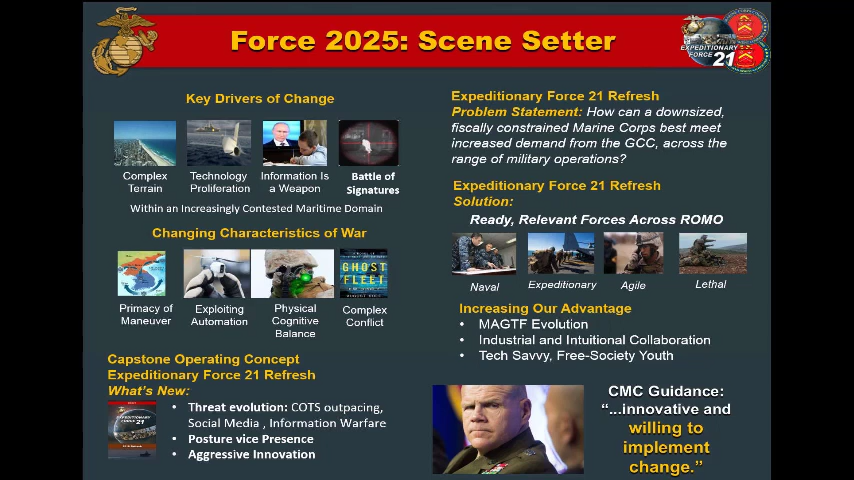 Force 2025: Scene Setter
EXPEDITIONARY
FORCE 21
Key Drivers of Change
Complex
Terrain
Technology
Proliferation
Information Is
a Weapon
Battle of
Signatures
Within an Increasingly Contested Maritime Domain
Changing Characteristics of War
GHOST
FLEET
Primacy of
Maneuver
Exploiting
Automation
Physical
Cognitive
Balance
Complex
Conflict
Capstone Operating Concept
Expeditionary Force 21 Refresh
What's New:
EXPEDITIONARY
FORCE 21
• Threat evolution: COTS outpacing,
Social Media , Information Warfare
• Posture vice Presence
• Aggressive Innovation
Expeditionary Force 21 Refresh
Problem Statement: How can a downsized,
fiscally constrained Marine Corps best meet
increased demand from the GCC, across the
range of military operations?
Expeditionary Force 21 Refresh
Solution:
Ready, Relevant Forces Across ROMO
Naval
Expeditionary
Agile
Lethal
Increasing Our Advantage
• MAGTF Evolution
• Industrial and Intuitional Collaboration
• Tech Savvy, Free-Society Youth
CMC Guidance:
“...innovative and
willing to
implement
change.”